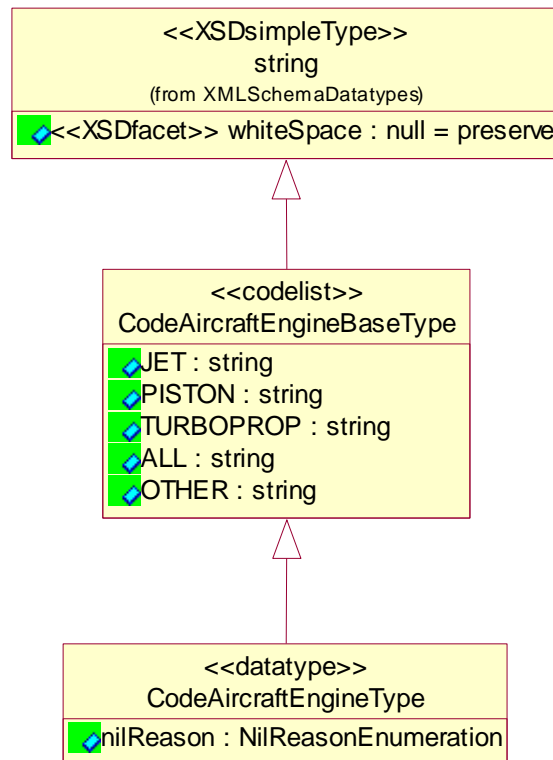 <<XSDsimpleType>>
string
(from XMLSchemaDatatypes)
<<XSDfacet>> whiteSpace : null = preserve
<<codelist>>
CodeAircraftEngineBaseType
JET : string
PISTON : string
TURBOPROP : string
ALL : string
OTHER : string
<<datatype>>
CodeAircraftEngineType
nilReason : NilReasonEnumeration